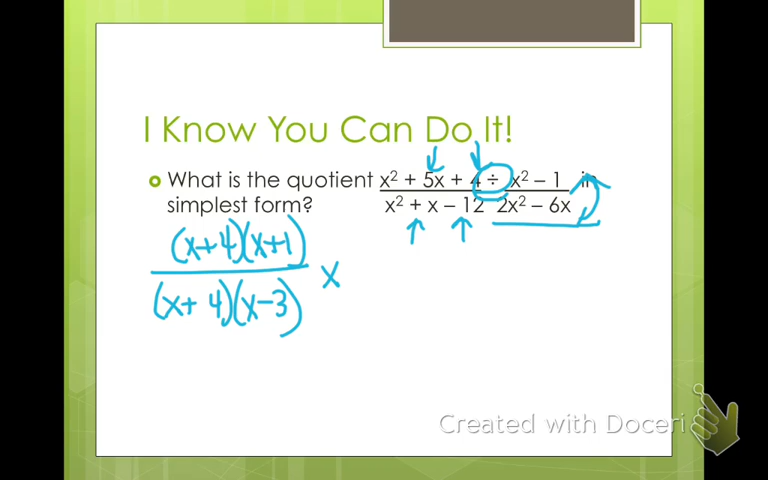 I Know You Can Do It!
What is the quotient x² + 5x + 4 ÷ x² – 1 in
simplest form? x² + x – 12 2x² – 6x
(x+4)(x+1)
(x+4)(x-3) x
Created with Doceri